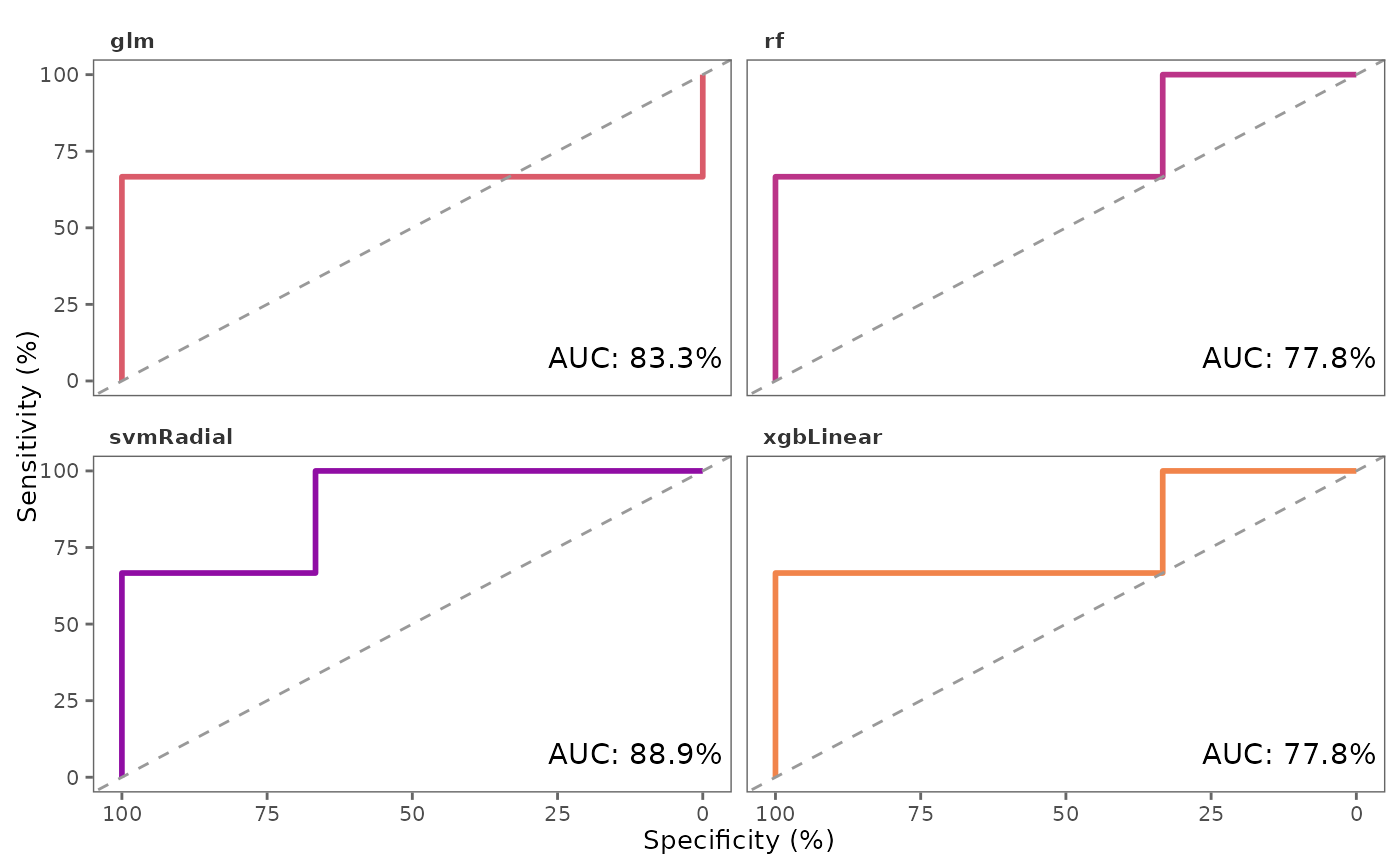 glm
rf
100
75
50
25
0
AUC: 83.3%
AUC: 77.8%
Sensitivity (%)
svmRadial
xgbLinear
100
75
50
25
0
AUC: 88.9%
AUC: 77.8%
100 75 50 25 0 100 75 50 25 0
Specificity (%)